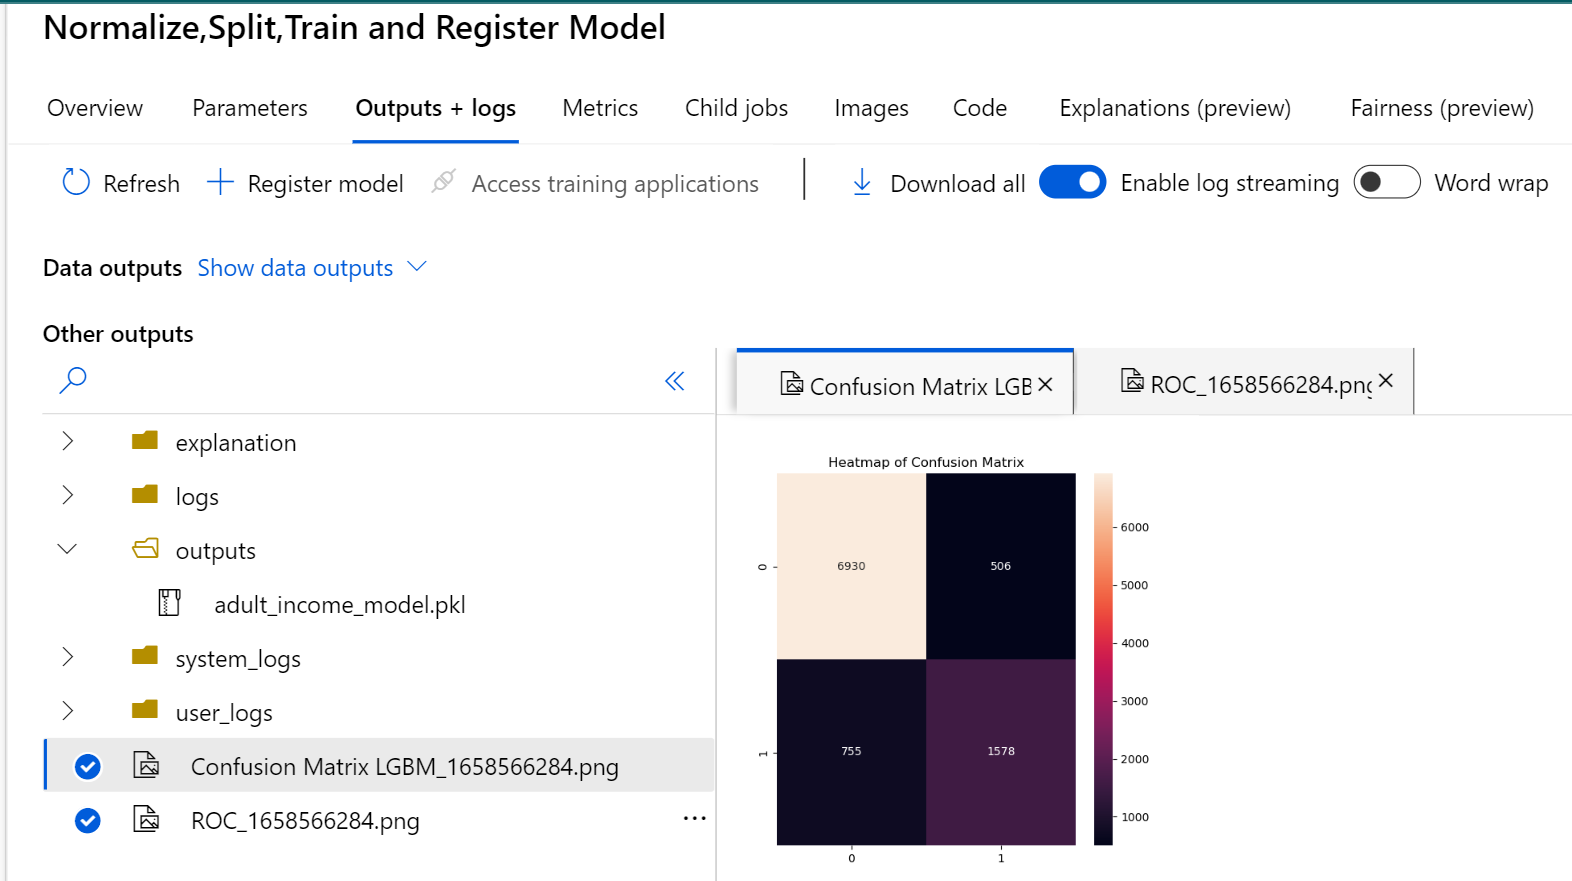 Normalize,Split,Train and Register Model
Overview Parameters Outputs + logs Metrics Child jobs Images Code Explanations (preview) Fairness (preview)
Refresh Register model Access training applications Download all Enable log streaming Word wrap
Data outputs Show data outputs
Other outputs
Confusion Matrix LGB
ROC_1658566284.png
explanation
logs
outputs
adult_income_model.pkl
system_logs
user_logs
Confusion Matrix LGBM_1658566284.png
ROC_1658566284.png
Heatmap of Confusion Matrix
0 6930 506
1 755 1578
0 1
6000
5000
4000
3000
2000
1000